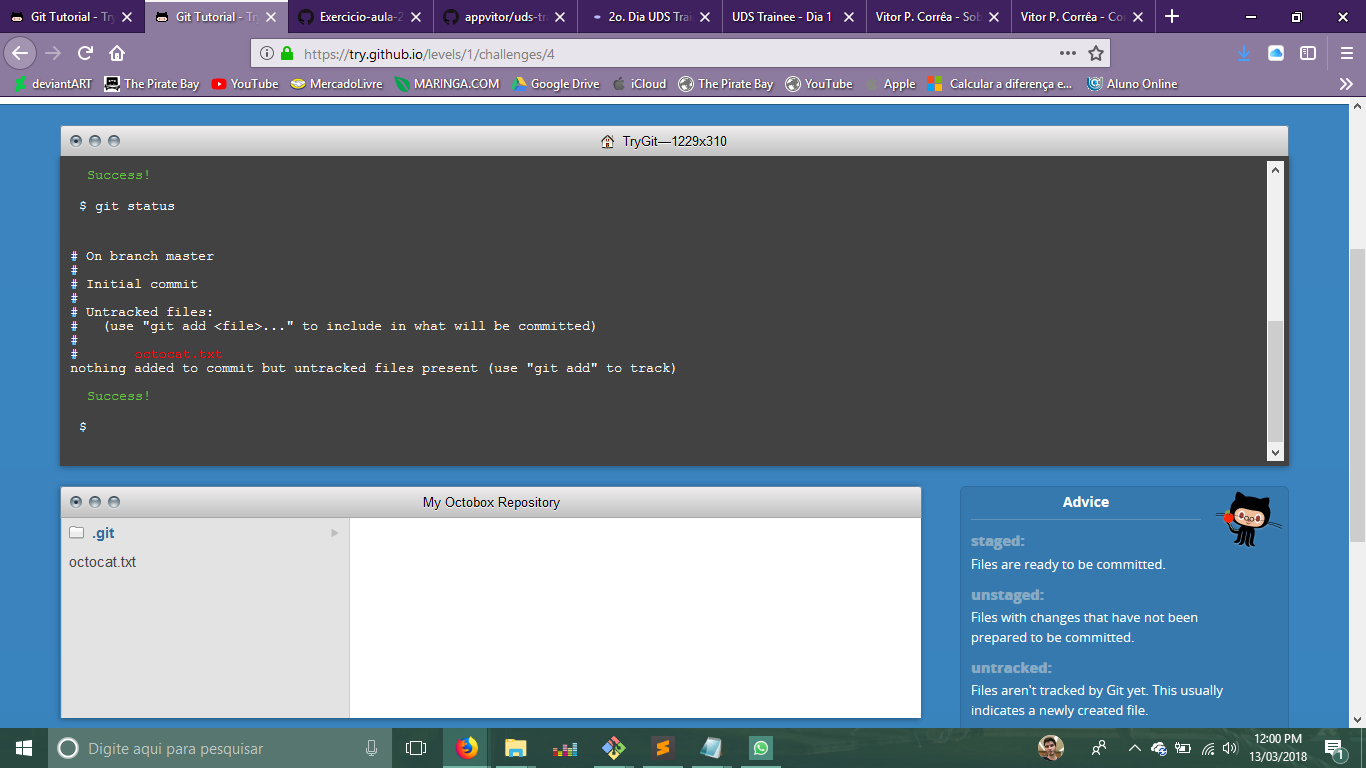 Git Tutorial - Tr
Git Tutorial - Tr
Exercicio-aula-2
appvitor/uds-tra
2o. Dia UDS Trai
UDS Trainee - Dia 1
Vitor P. Corrêa - Sob
Vitor P. Corrêa - Con
https://try.github.io/levels/1/challenges/4
deviantART
The Pirate Bay
YouTube
MercadoLivre
MARINGA.COM
Google Drive
iCloud
The Pirate Bay
YouTube
Apple
Calcular a diferença e...
Aluno Online
TryGit—1229x310
Success!
$ git status
# On branch master
#
# Initial commit
#
# Untracked files:
#   (use "git add <file>..." to include in what will be committed)
#
#       octocat.txt
nothing added to commit but untracked files present (use "git add" to track)
Success!
$
My Octobox Repository
.git
octocat.txt
Advice
staged:
Files are ready to be committed.
unstaged:
Files with changes that have not been
prepared to be committed.
untracked:
Files aren't tracked by Git yet. This usually
indicates a newly created file.
Digite aqui para pesquisar
12:00 PM
13/03/2018
1